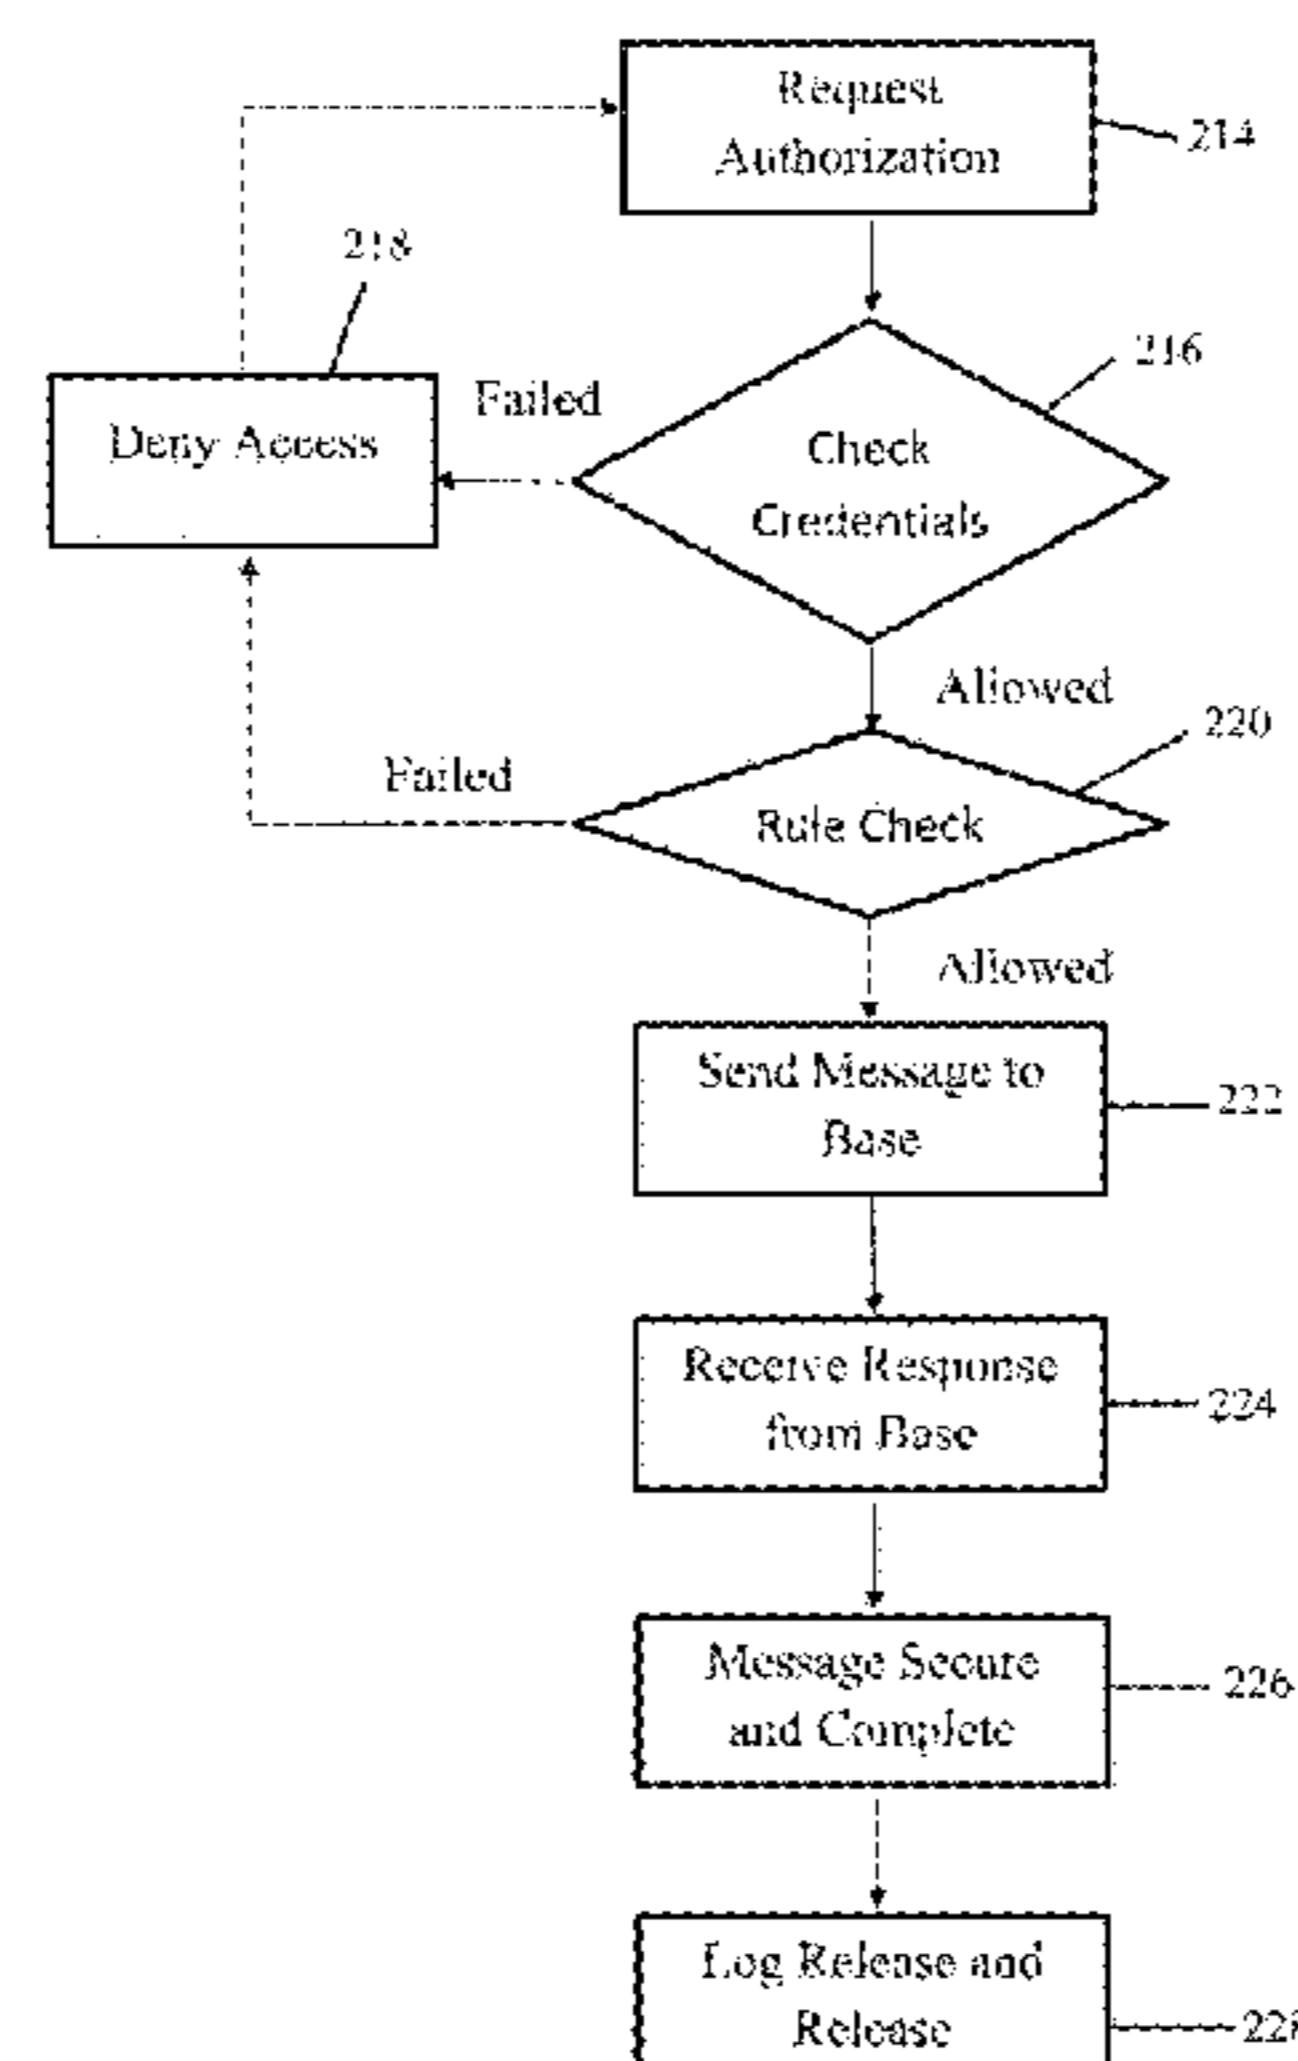 Request
Authorization
214
218
216
Failed
Deny Access
Check
Credentials
Allowed
220
Failed
Rule Check
Allowed
Send Message to
Base
222
Receive Response
from Base
224
Message Secure
and Complete
226
Log Release and
Release
228